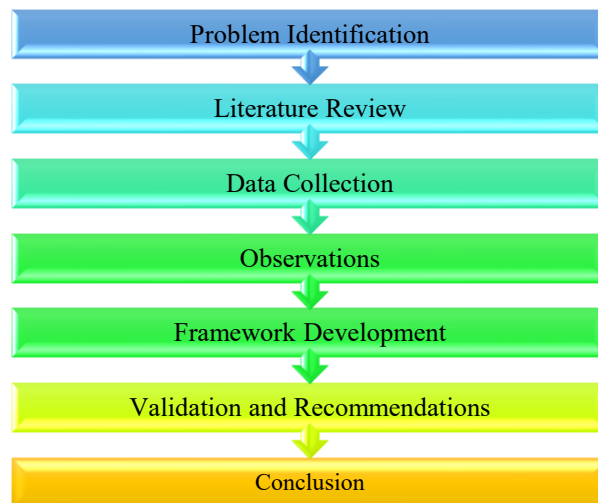 Problem Identification
Literature Review
Data Collection
Observations
Framework Development
Validation and Recommendations
Conclusion